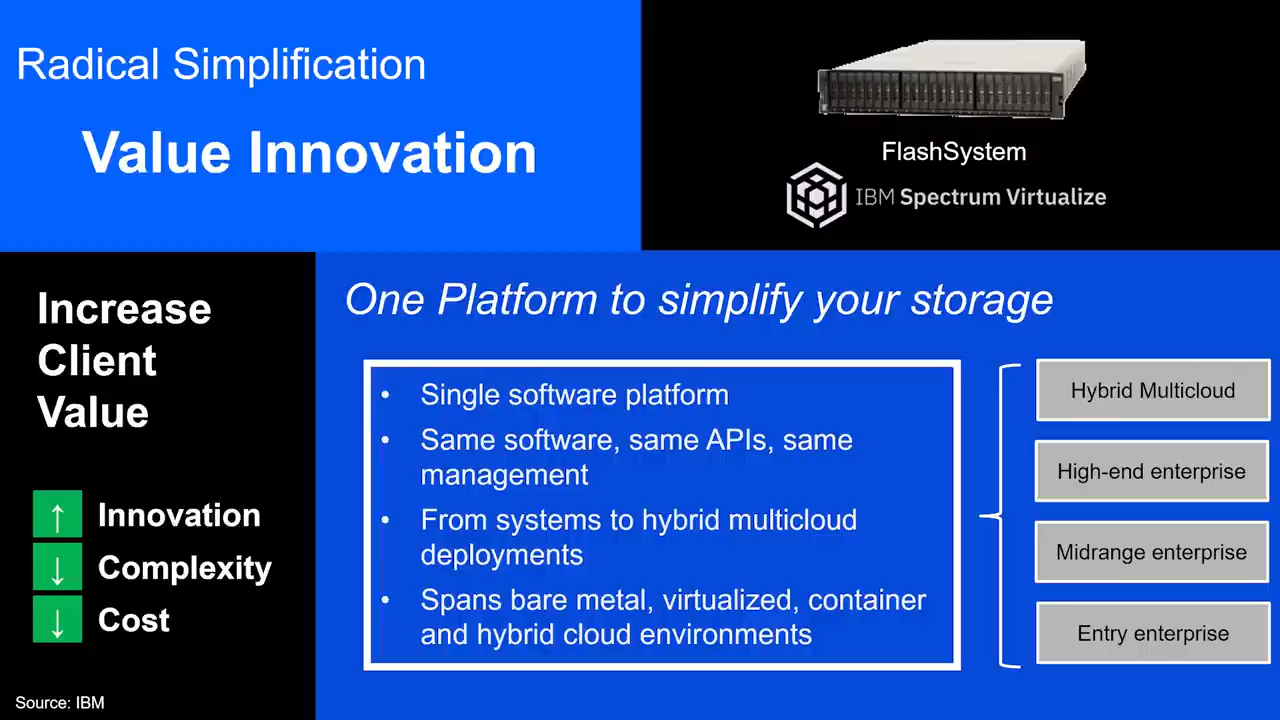 Radical Simplification
Value Innovation
FlashSystem
IBM Spectrum Virtualize
Increase
Client
Value
↑ Innovation
↓ Complexity
↓ Cost
Source: IBM
One Platform to simplify your storage
• Single software platform
• Same software, same APIs, same
management
• From systems to hybrid multicloud
deployments
• Spans bare metal, virtualized, container
and hybrid cloud environments
Hybrid Multicloud
High-end enterprise
Midrange enterprise
Entry enterprise